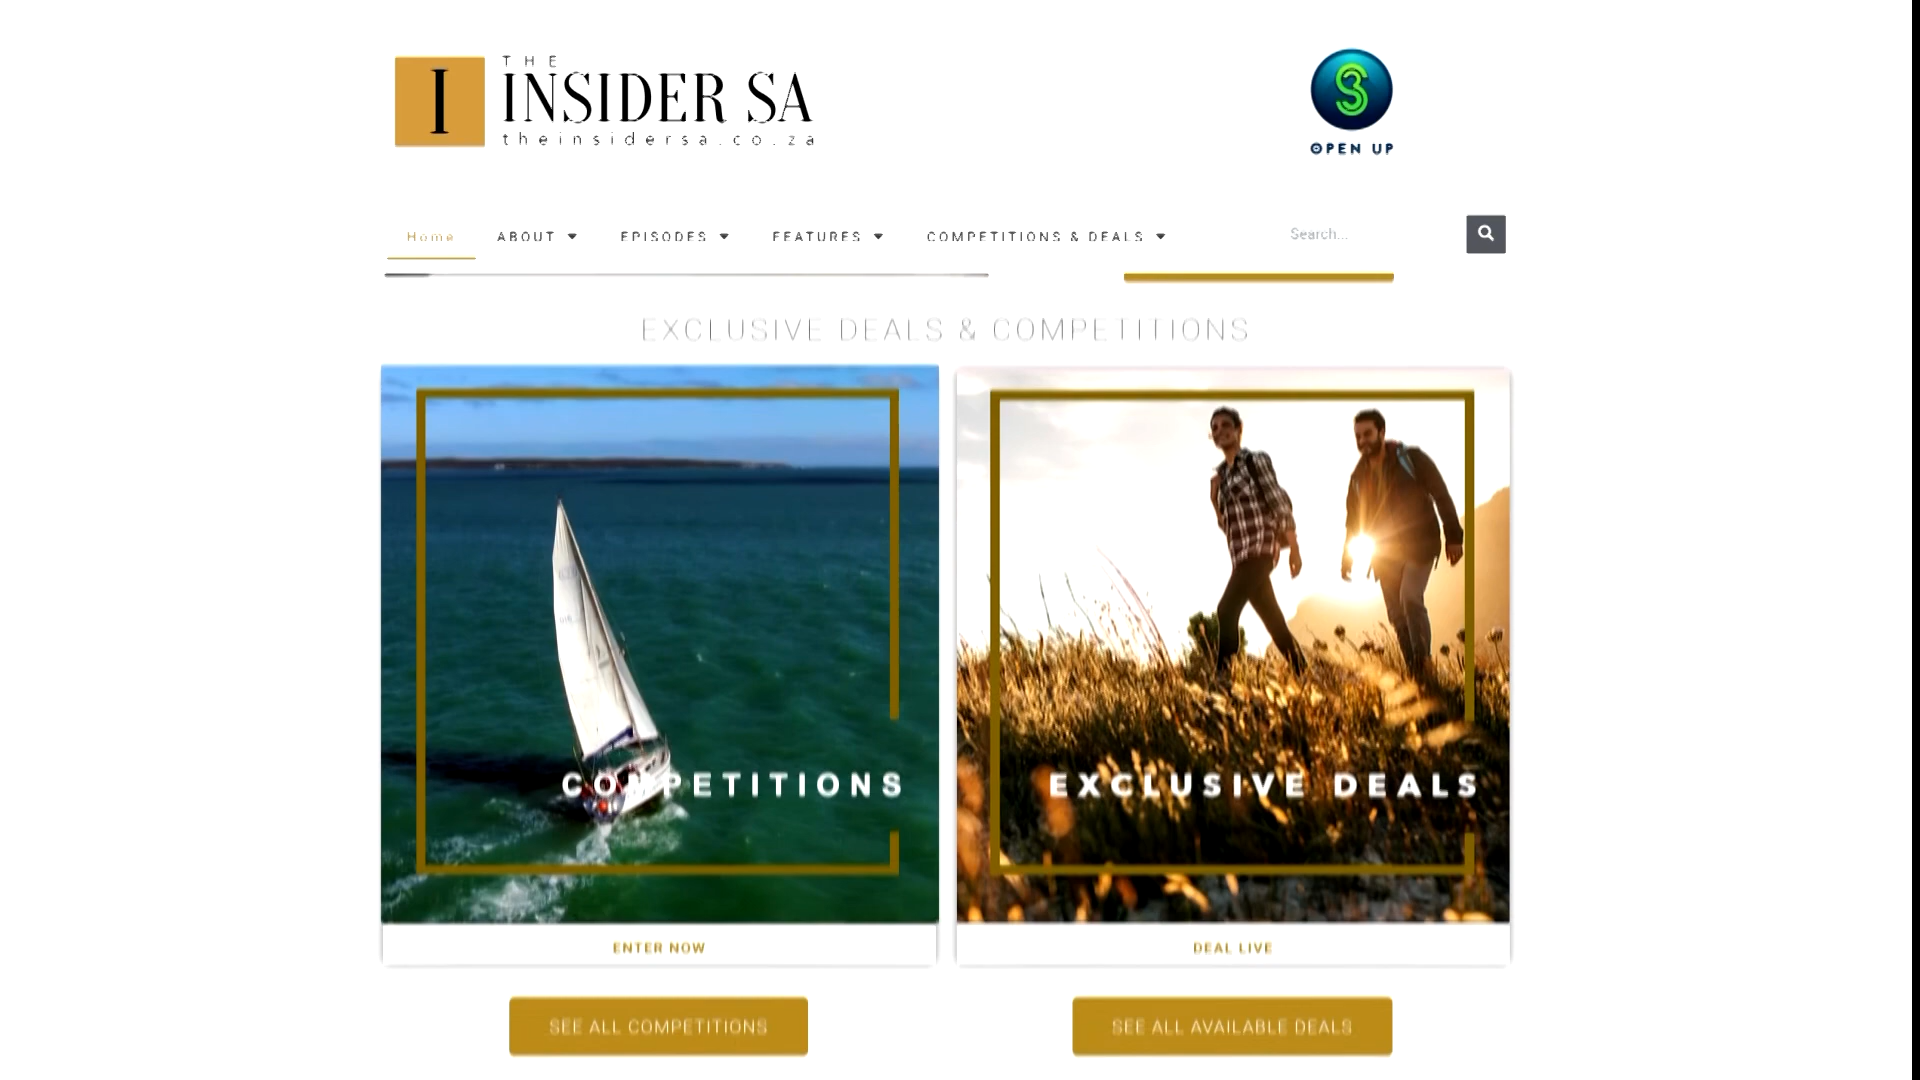 THE
INSIDER SA
theinsidersa.co.za
I
S3
OPEN UP
Home ABOUT EPISODES FEATURES COMPETITIONS & DEALS Search...
EXCLUSIVE DEALS & COMPETITIONS
COMPETITIONS
EXCLUSIVE DEALS
ENTER NOW
DEAL LIVE
SEE ALL COMPETITIONS
SEE ALL AVAILABLE DEALS